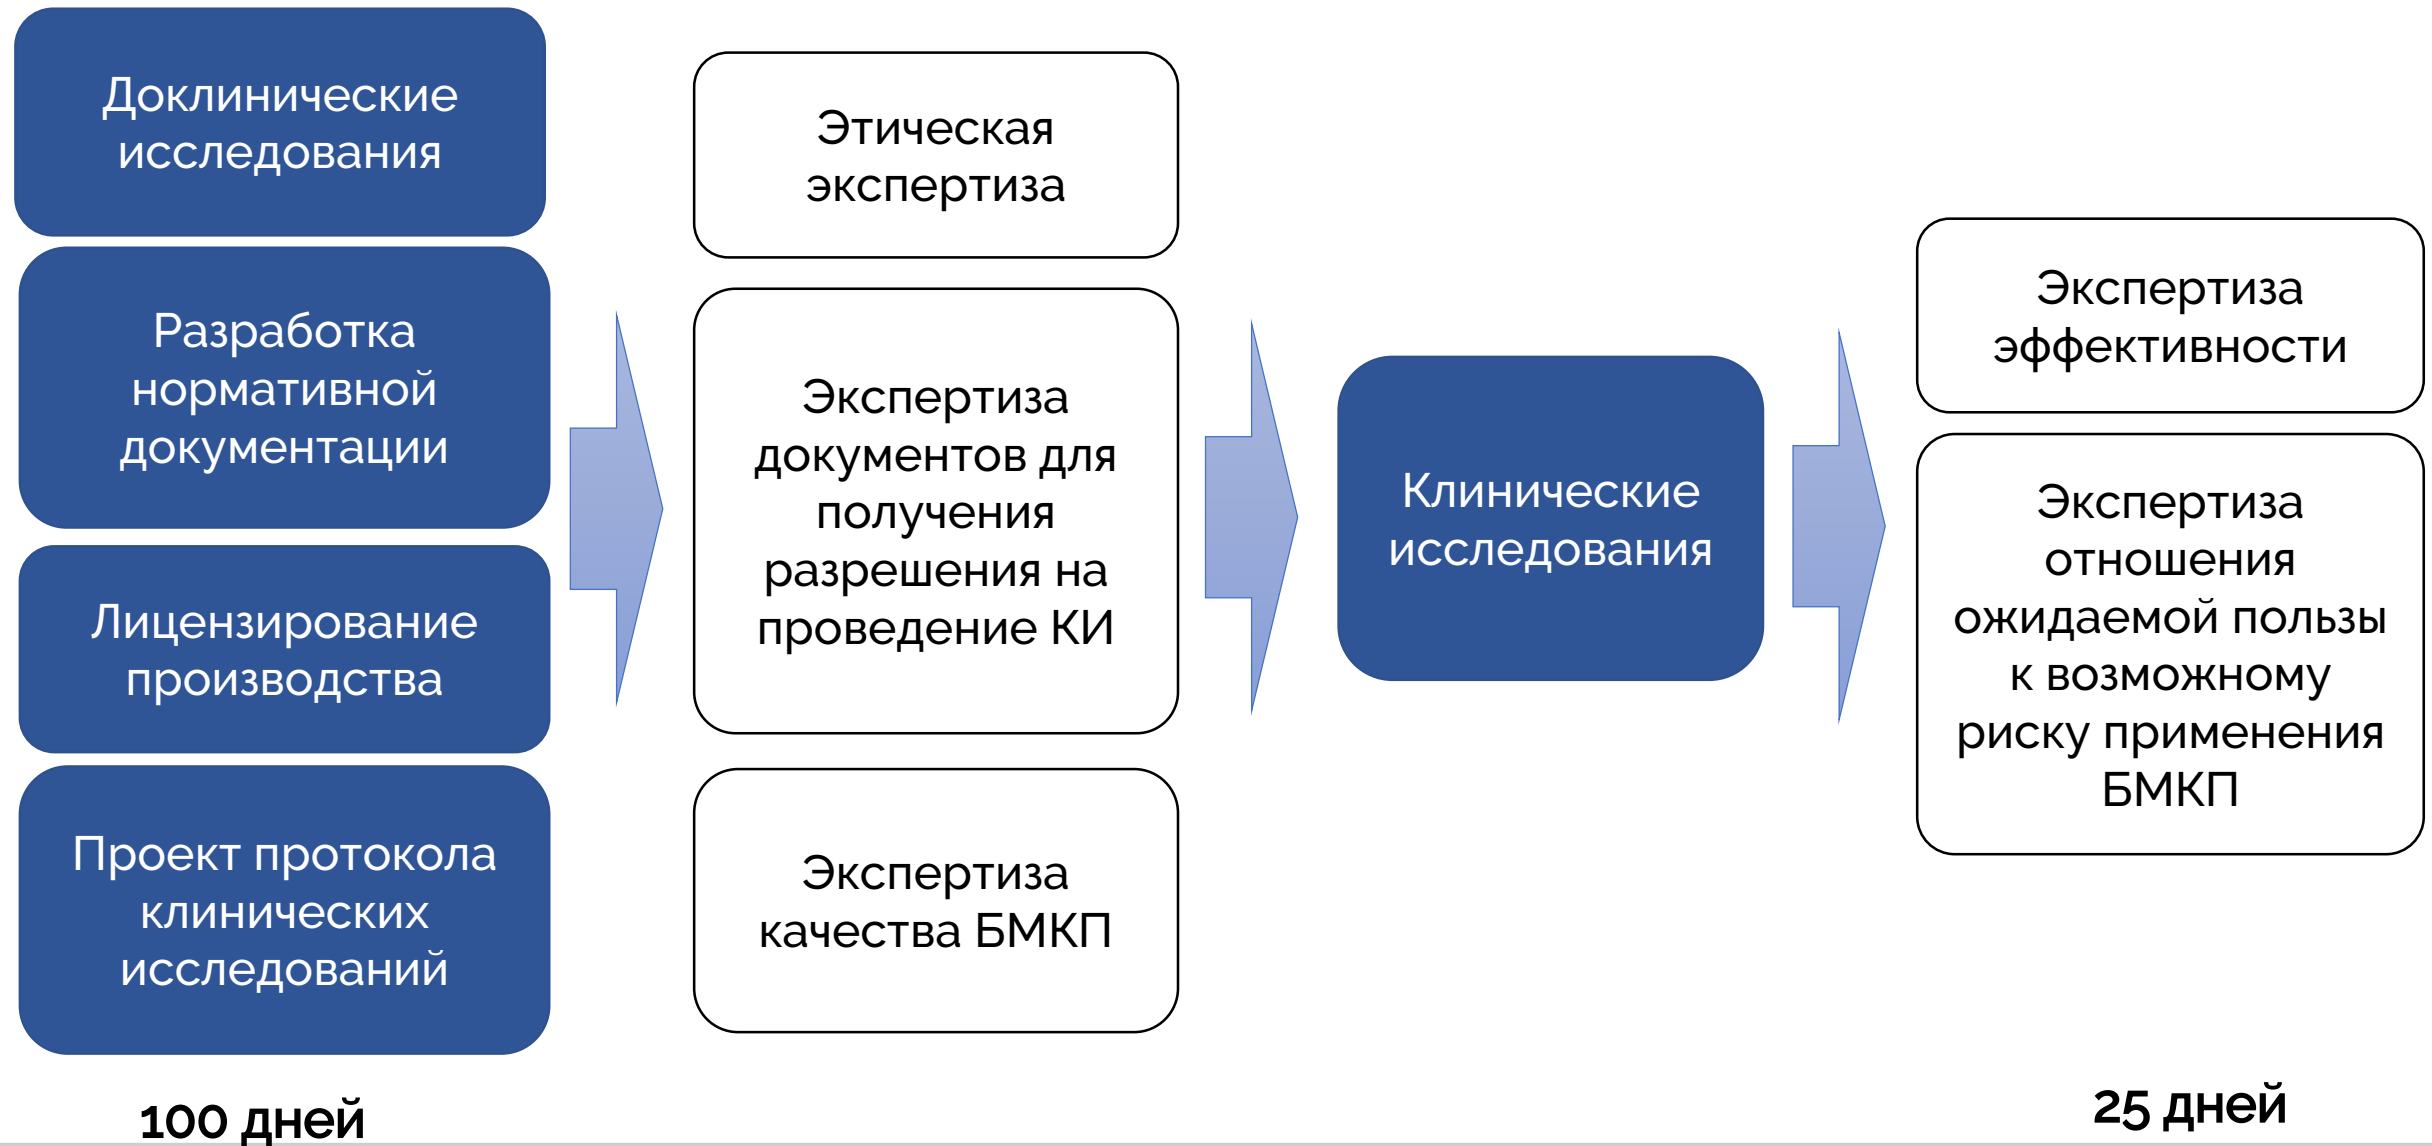 Доклинические
исследования
Разработка
нормативной
документации
Лицензирование
производства
Проект протокола
клинических
исследований
100 дней
Этическая
экспертиза
Экспертиза
документов для
получения
разрешения на
проведение КИ
Экспертиза
качества БМКП
Клинические
исследования
Экспертиза
эффективности
Экспертиза
отношения
ожидаемой пользы
к возможному
риску применения
БМКП
25 дней